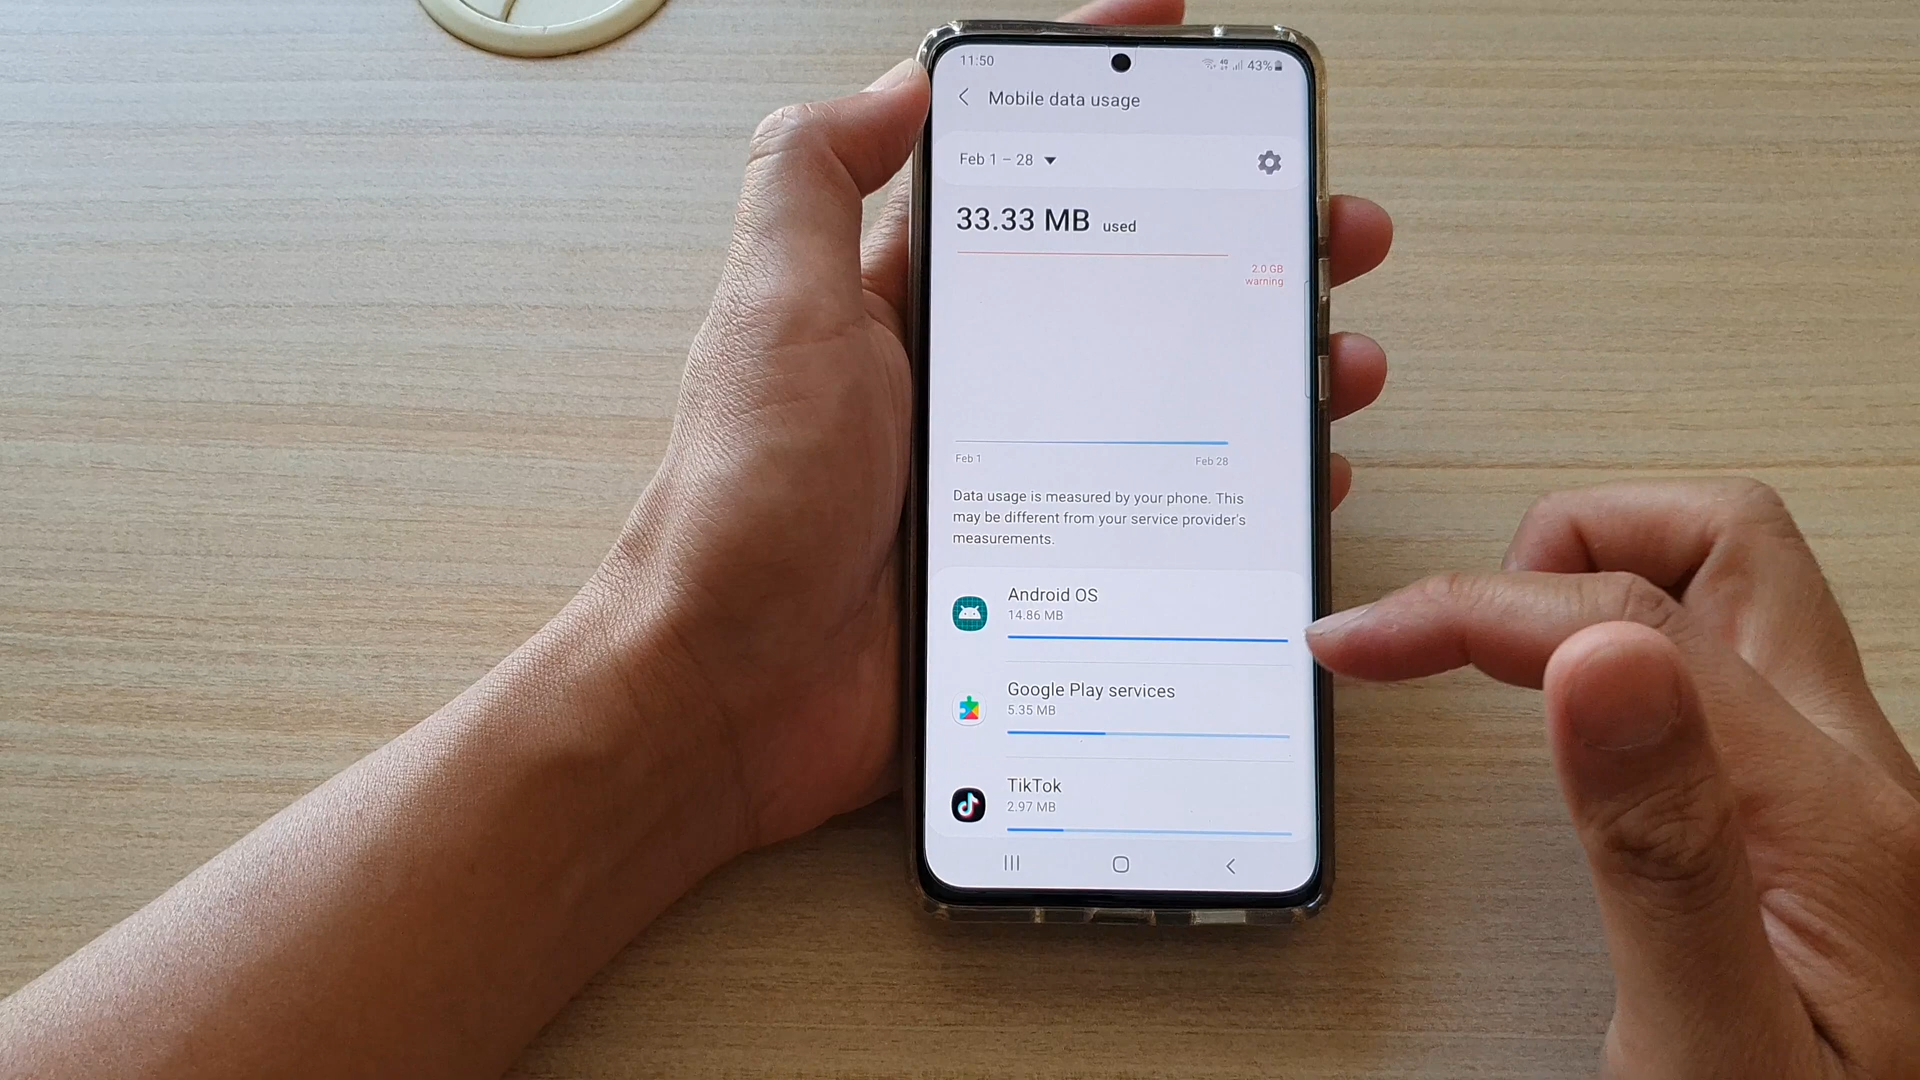 11:50
4G 43%
Mobile data usage
Feb 1 – 28
33.33 MB used
2.0 GB
warning
Feb 1
Feb 28
Data usage is measured by your phone. This
may be different from your service provider's
measurements.
Android OS
14.86 MB
Google Play services
5.35 MB
TikTok
2.97 MB